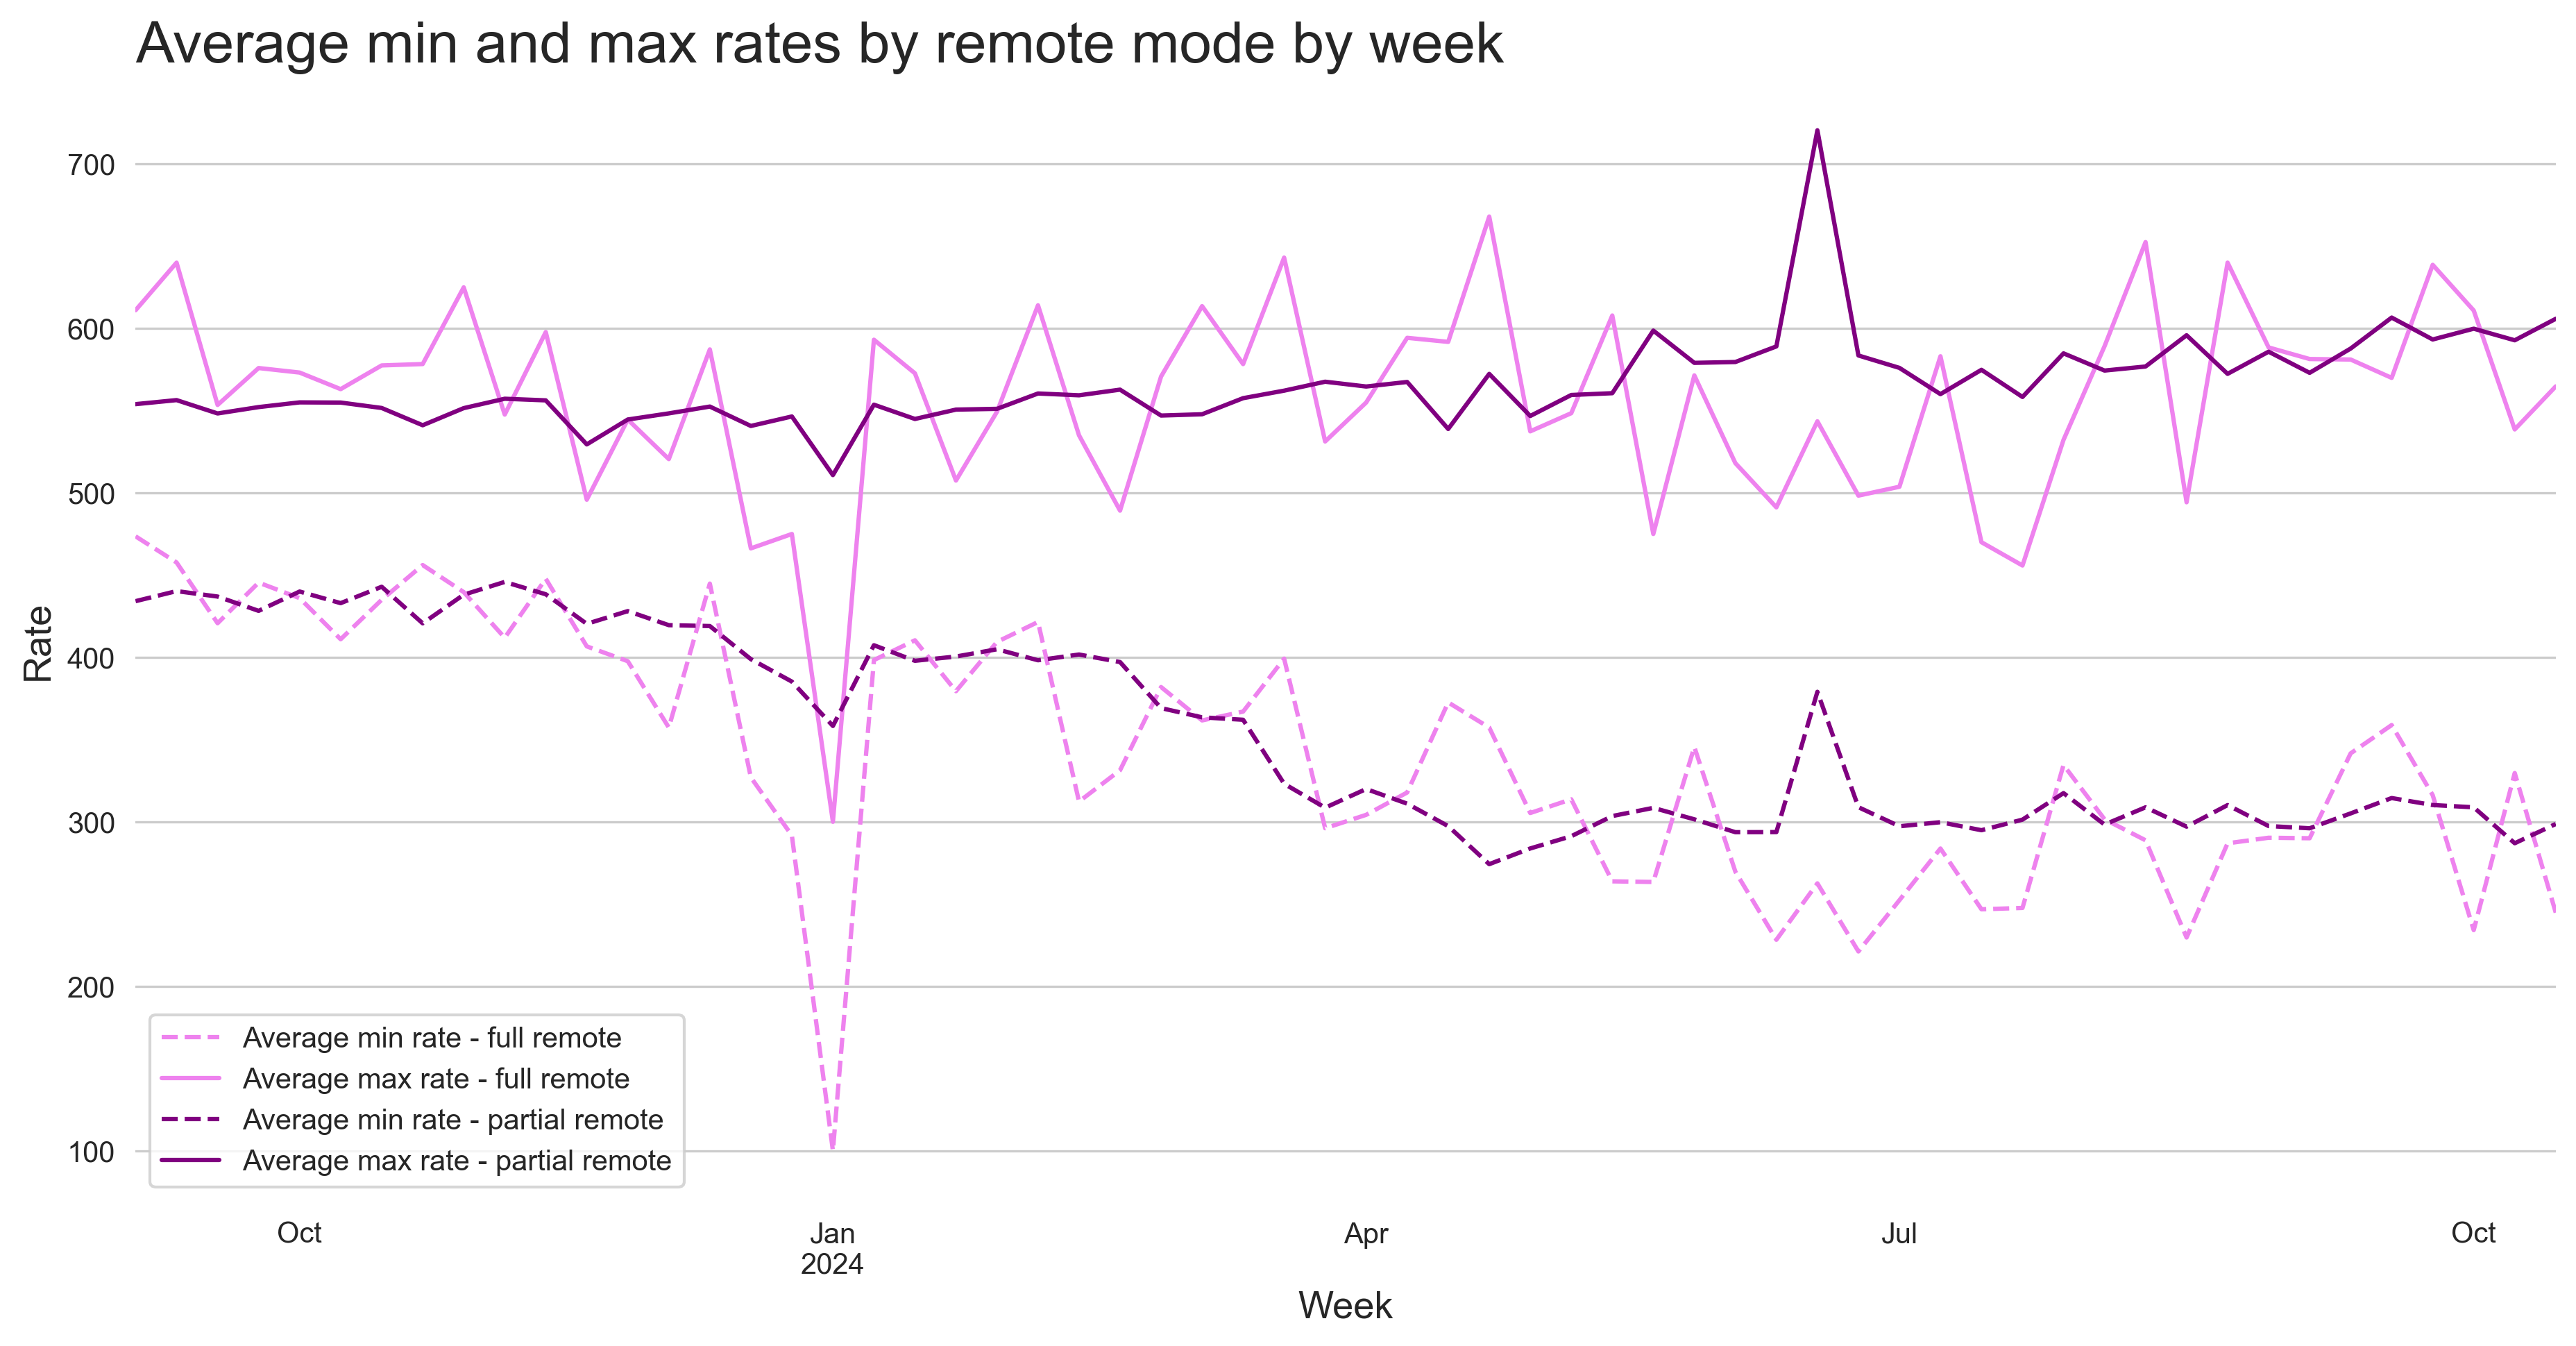 Average min and max rates by remote mode by week
700
600
500
400
300
200
100
Rate
Average min rate - full remote
Average max rate - full remote
Average min rate - partial remote
Average max rate - partial remote
Oct
Jan
2024
Apr
Jul
Oct
Week